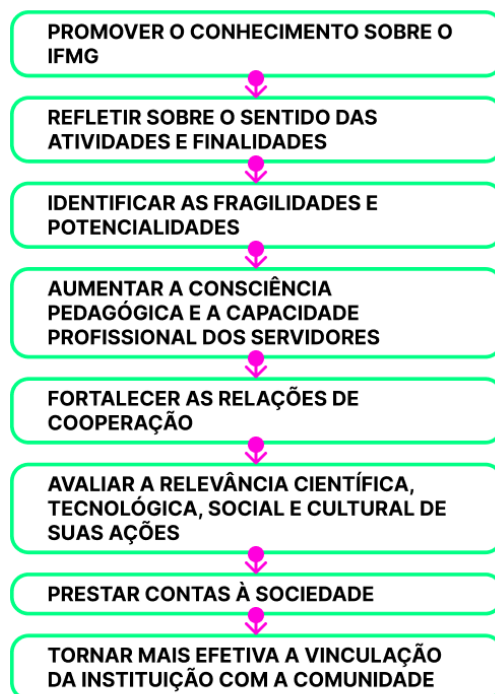 PROMOVER O CONHECIMENTO SOBRE O
IFMG
REFLETIR SOBRE O SENTIDO DAS
ATIVIDADES E FINALIDADES
IDENTIFICAR AS FRAGILIDADES E
POTENCIALIDADES
AUMENTAR A CONSCIÊNCIA
PEDAGÓGICA E A CAPACIDADE
PROFISSIONAL DOS SERVIDORES
FORTALECER AS RELAÇÕES DE
COOPERAÇÃO
AVALIAR A RELEVÂNCIA CIENTÍFICA,
TECNOLÓGICA, SOCIAL E CULTURAL DE
SUAS AÇÕES
PRESTAR CONTAS À SOCIEDADE
TORNAR MAIS EFETIVA A VINCULAÇÃO
DA INSTITUIÇÃO COM A COMUNIDADE